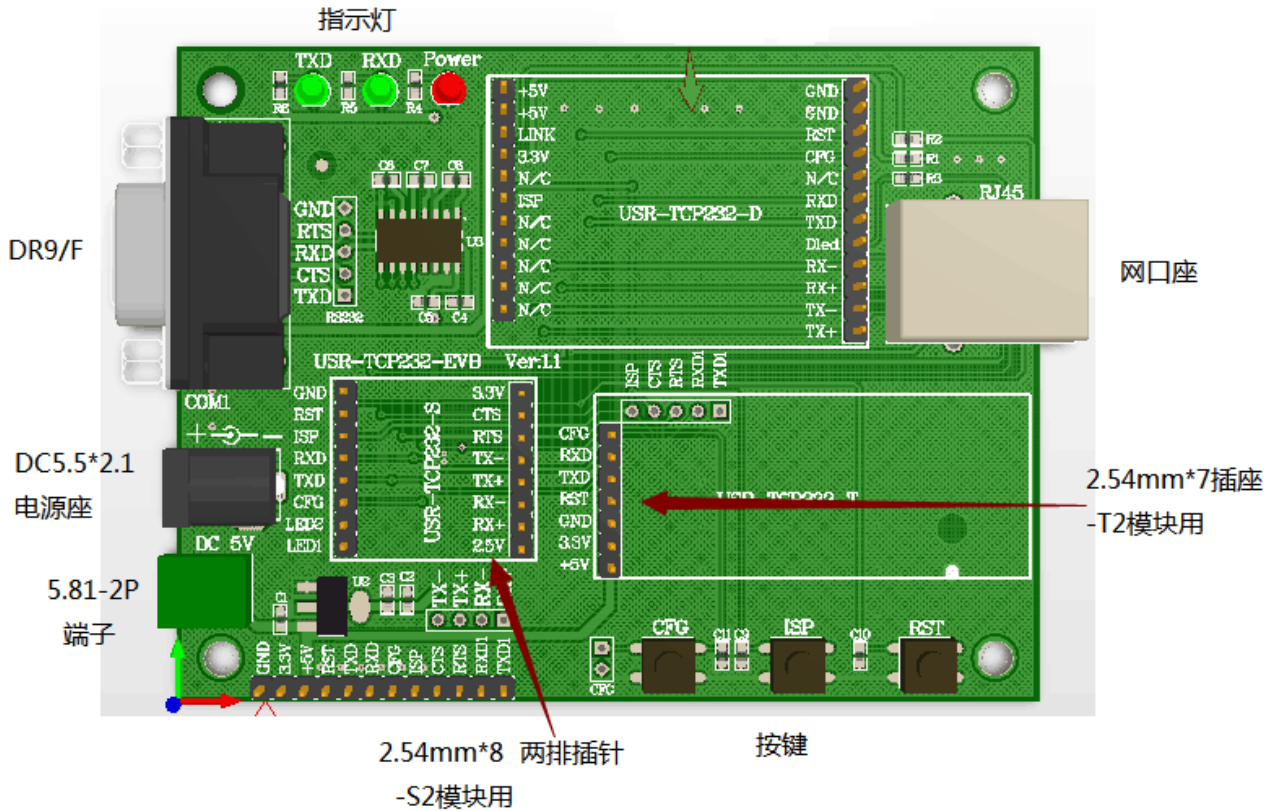 指示灯
TXD
RXD
Power
R6
R5
R4
+5V
+5V
LINK
3.3V
N/C
ISP
N/C
N/C
N/C
N/C
N/C
USR-TCP232-D
GND
GND
RST
CFG
N/C
RXD
TXD
Dled
RX-
RX+
TX-
TX+
R2
R1
R3
RJ45
网口座
DR9/F
C7
GND
RTS
RXD
CTS
TXD
RS232
U3
C5
C4
USR-TCP232-EVB Ver:1.1
COM1
+ -
GND
RST
ISP
RXD
TXD
CFG
LED2
LED1
USR-TCP232-S
3.3V
CTS
RTS
TX-
TX+
RX-
RX+
2.5V
ISP
CTS
RTS
RXD1
TXD1
CFG
RXD
TXD
RST
GND
3.3V
+5V
2.54mm*7插座
-T2模块用
DC5.5*2.1
电源座
DC 5V
5.81-2P
端子
C3
C2
TX-
TX+
RX-
GND
3.3V
+5V
RST
TXD
RXD
CFG
ISP
CTS
RTS
RXD1
TXD1
CFG
CFG
C11
ISP
C10
RST
2.54mm*8 两排插针
-S2模块用
按键